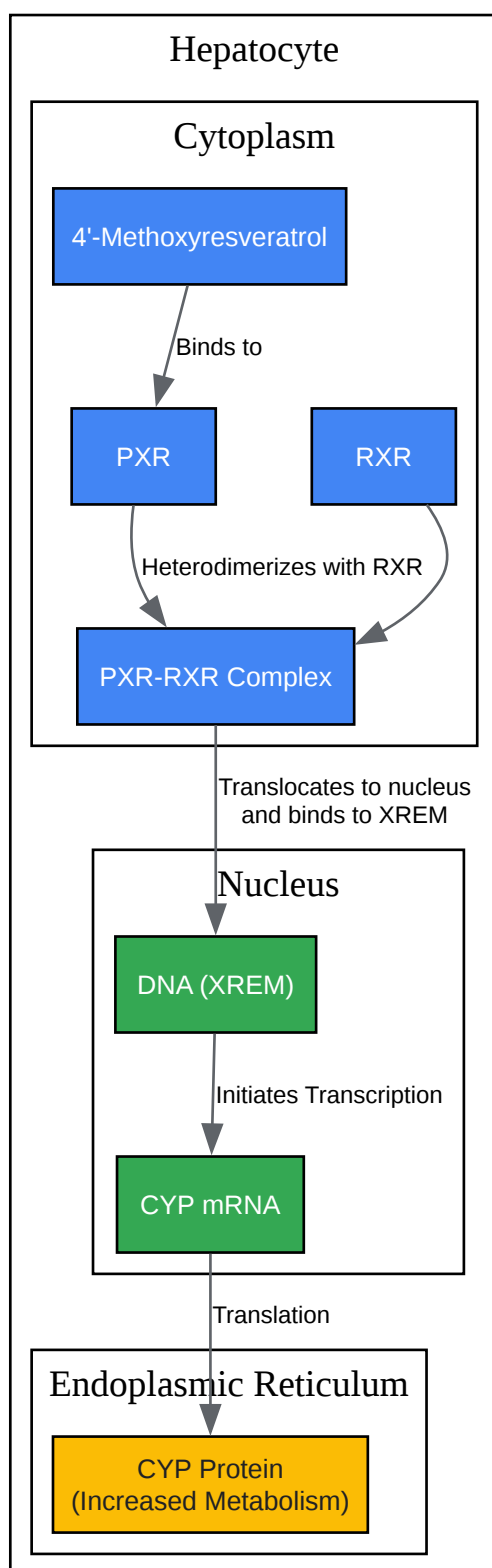 Hepatocyte
Cytoplasm
4'-Methoxyresveratrol
Binds to
PXR
RXR
Heterodimerizes with RXR
PXR-RXR Complex
Translocates to nucleus
and binds to XREM
Nucleus
DNA (XREM)
Initiates Transcription
CYP mRNA
Translation
Endoplasmic Reticulum
CYP Protein
(Increased Metabolism)